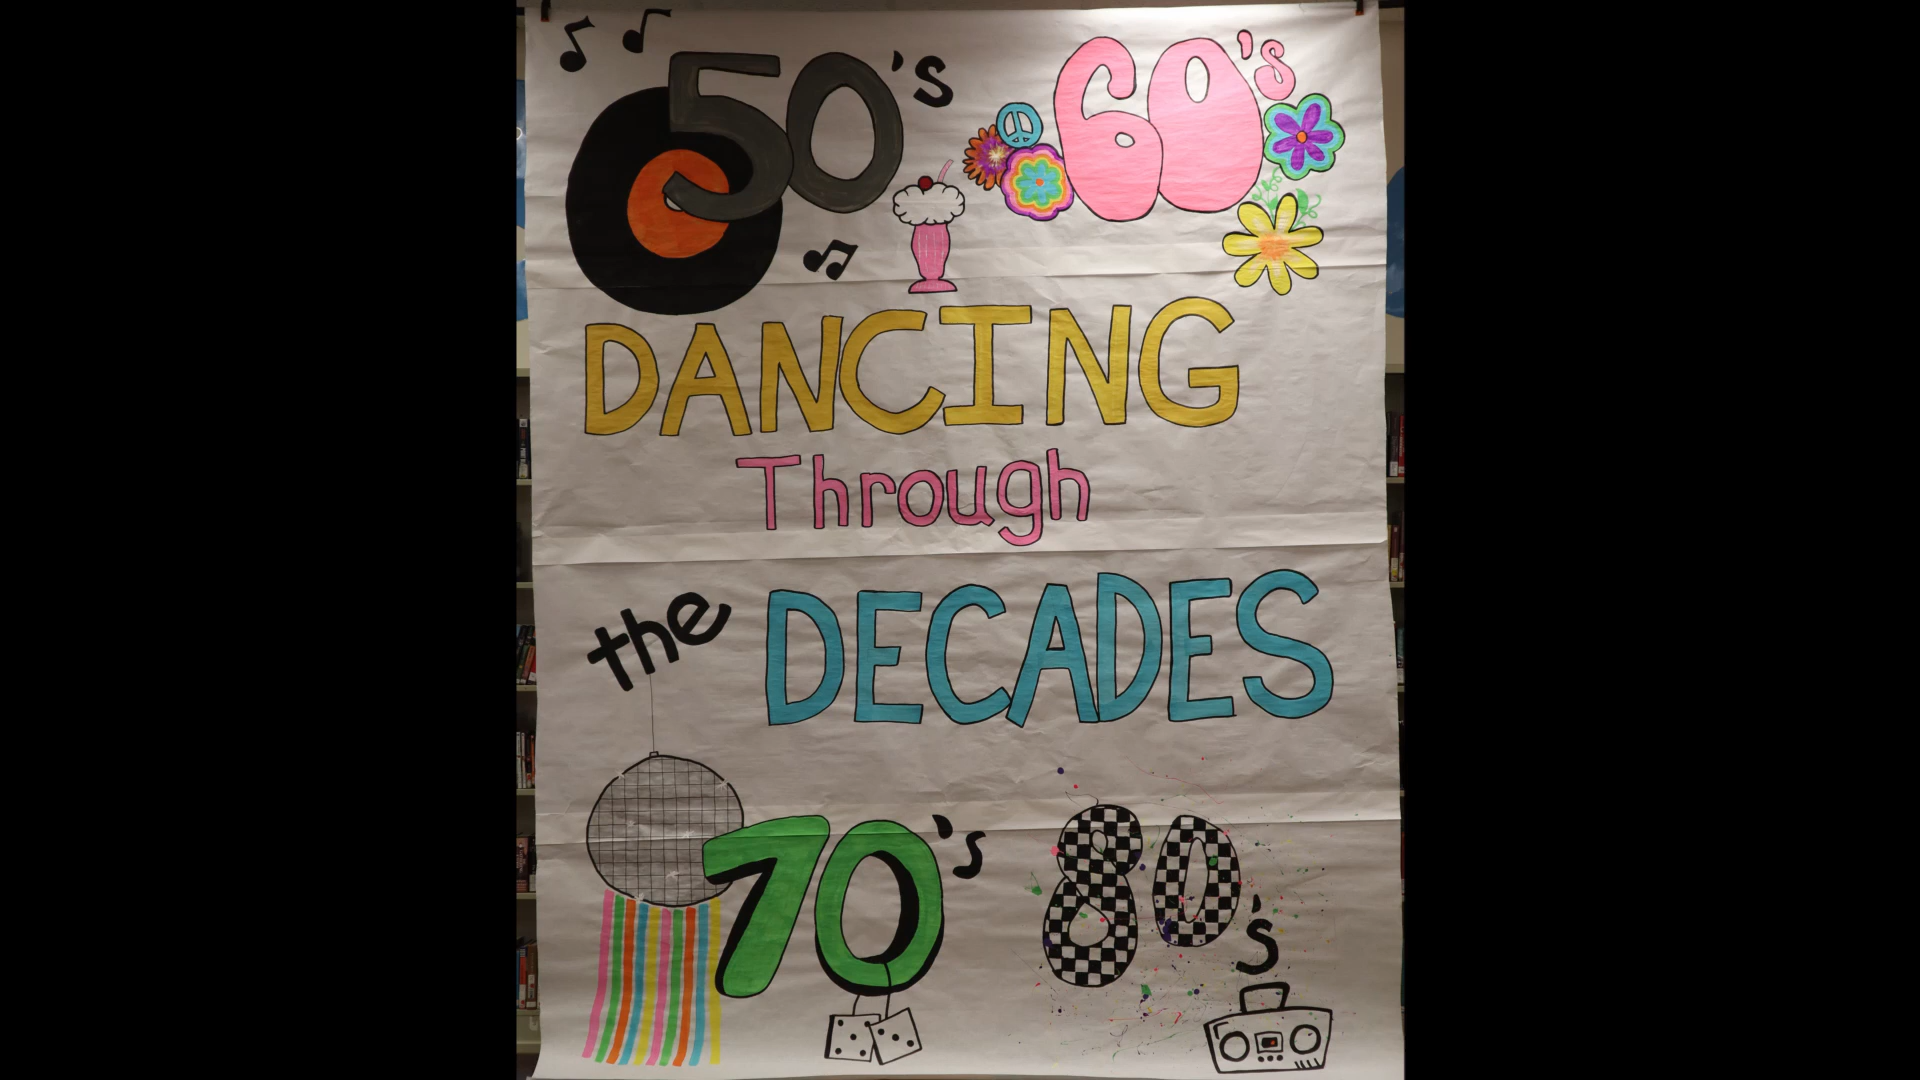 50's
60's
DANCING
Through
the DECADES
70's
80's